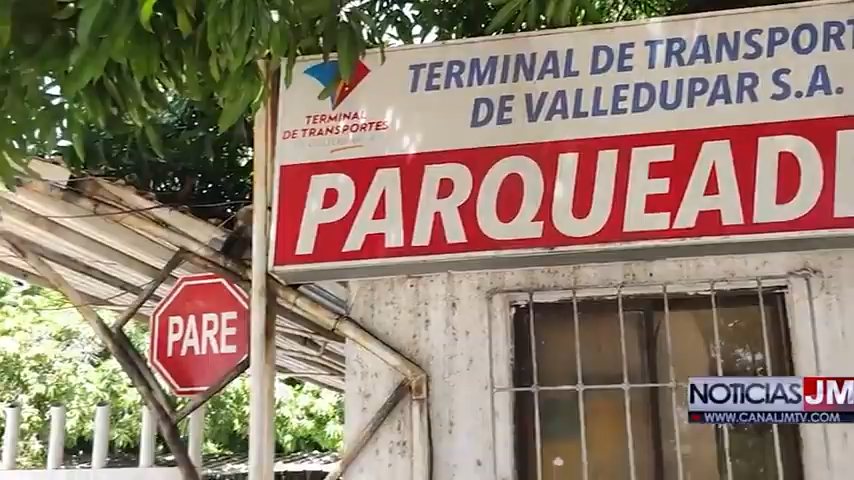 TERMINAL DE TRANSPORT
DE VALLEDUPAR S.A.
TERMINAL
DE TRANSPORTES
PARQUEAD
PARE
NOTICIAS JM
WWW.CANALJMTV.COM